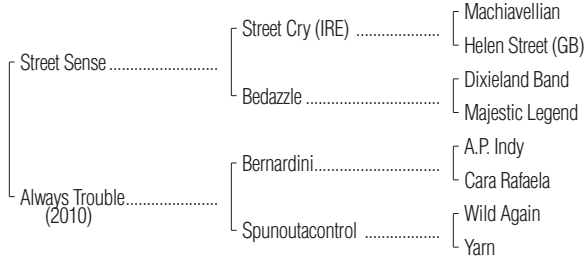 Machiavellian
Street Cry (IRE) ....................
Helen Street (GB)
Street Sense ..........................
Dixieland Band
Bedazzle ................................
Majestic Legend
A.P. Indy
Bernardini..............................
Cara Rafaela
Always Trouble......................
(2010)
Wild Again
Spunoutacontrol ..................
Yarn